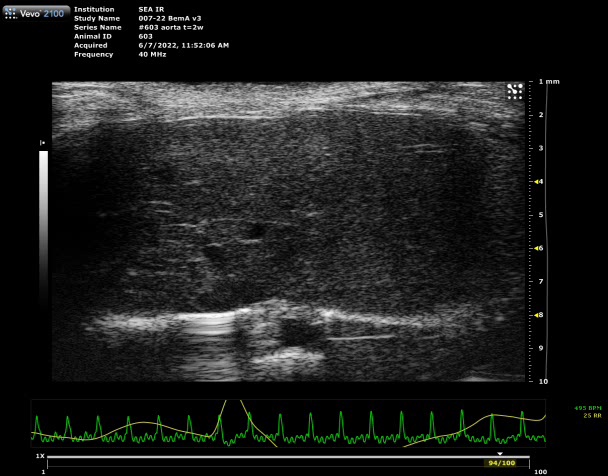 Vevo 2100
Institution SEA IR
Study Name 007-22 BemA v3
Series Name #603 aorta t=2w
Animal ID 603
Acquired 6/7/2022, 11:52:06 AM
Frequency 40 MHz
1 mm
2
3
4
5
6
7
8
9
10
495 BPM
25 RR
1X
94/100
1
100